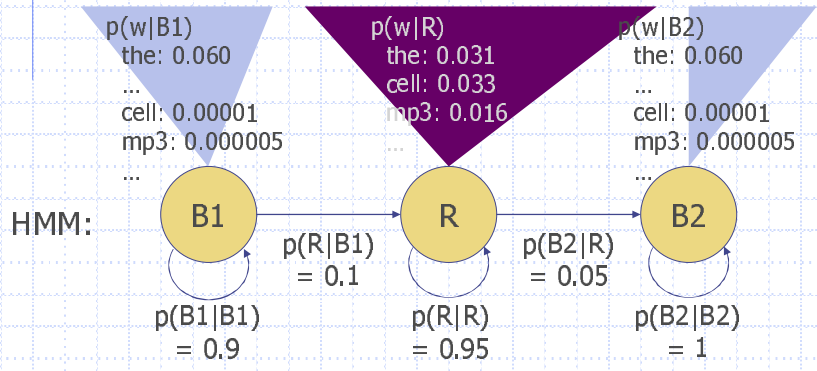 p(w|B1)
the: 0.060
...
cell: 0.00001
mp3: 0.000005
...
p(w|R)
the: 0.031
cell: 0.033
mp3: 0.016
...
p(w|B2)
the: 0.060
...
cell: 0.00001
mp3: 0.000005
...
HMM:
B1
R
B2
p(R|B1)
= 0.1
p(B2|R)
= 0.05
p(B1|B1)
= 0.9
p(R|R)
= 0.95
p(B2|B2)
= 1